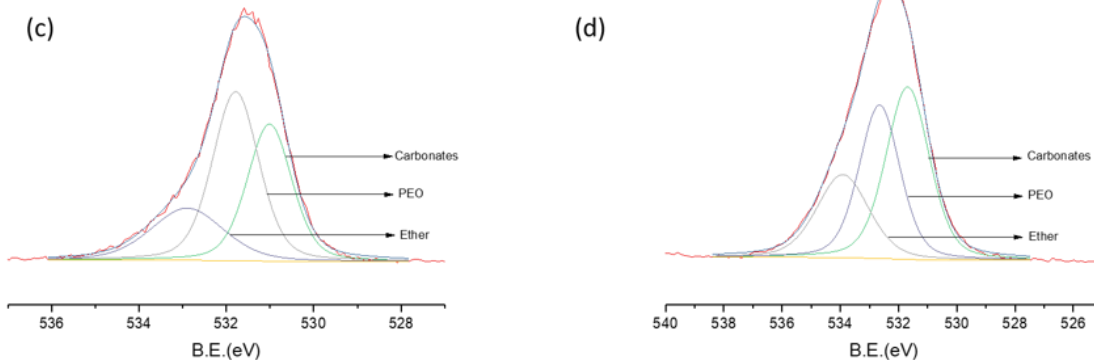 (c)
Carbonates
PEO
Ether
536 534 532 530 528
B.E.(eV)
(d)
Carbonates
PEO
Ether
540 538 536 534 532 530 528 526
B.E.(eV)